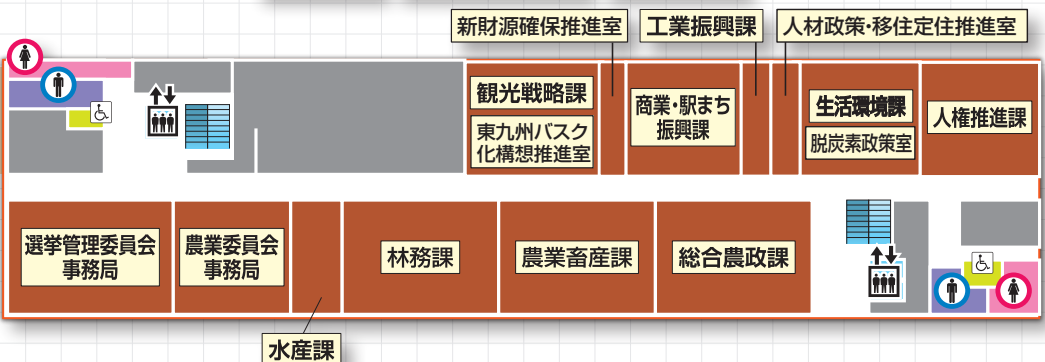 新財源確保推進室
工業振興課
人材政策・移住定住推進室
観光戦略課
東九州バスク
化構想推進室
商業・駅まち
振興課
生活環境課
脱炭素政策室
人権推進課
選挙管理委員会
事務局
農業委員会
事務局
林務課
農業畜産課
総合農政課
水産課